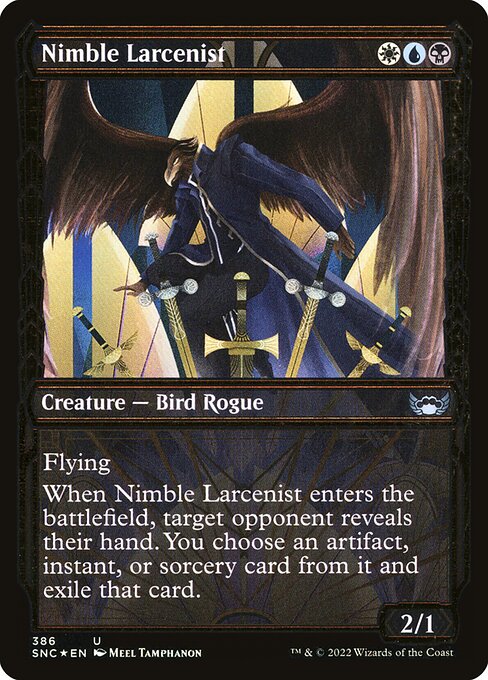 Nimble Larcenist
Creature — Bird Rogue
Flying
When Nimble Larcenist enters the
battlefield, target opponent reveals
their hand. You choose an artifact,
instant, or sorcery card from it and
exile that card.
2/1
386 U
SNC★EN Meel Tamphanon
™ & © 2022 Wizards of the Coast